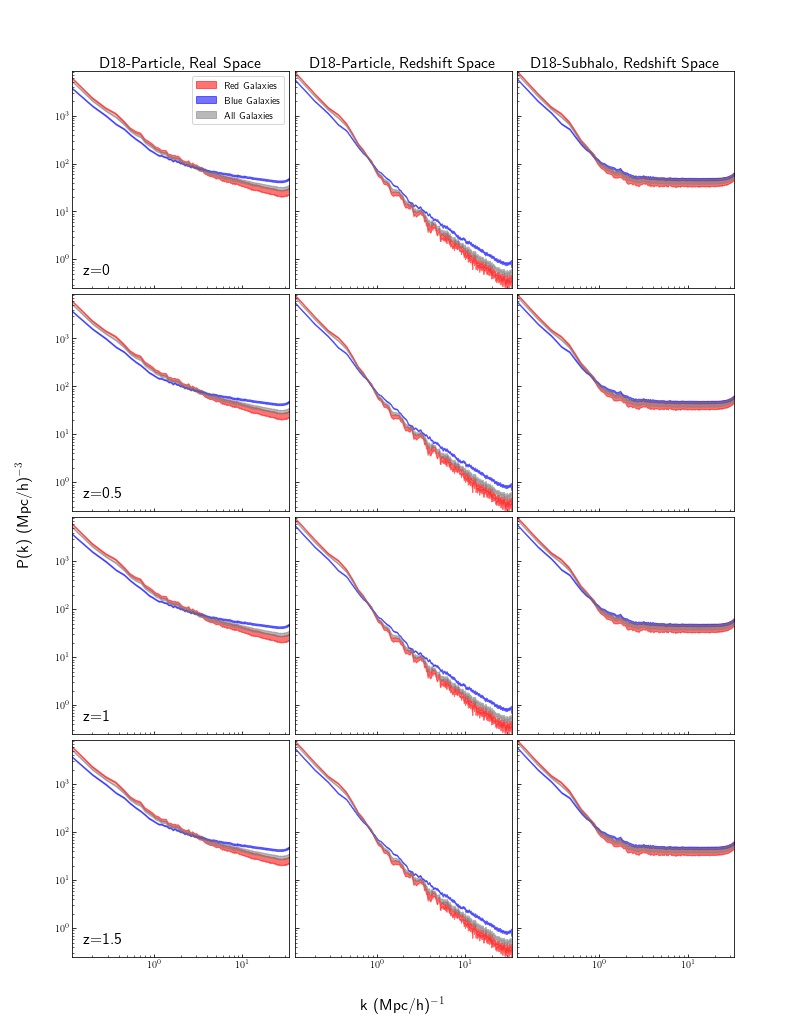 D18-Particle, Real Space D18-Particle, Redshift Space D18-Subhalo, Redshift Space
Red Galaxies
Blue Galaxies
All Galaxies
10³
10²
10¹
10⁰
z=0
10³
10²
10¹
10⁰
z=0.5
P(k) (Mpc/h)⁻³
10³
10²
10¹
10⁰
z=1
10³
10²
10¹
10⁰
z=1.5
10⁰ 10¹ 10⁰ 10¹ 10⁰ 10¹
k (Mpc/h)⁻¹